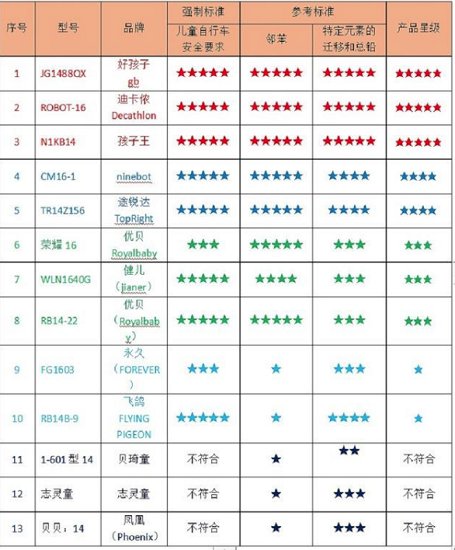 序号 型号 品牌 强制标准 参考标准 产品星级
儿童自行车安全要求 邻苯 特定元素的迁移和总铅
1 JG1488QX 好孩子 gb ★★★★★ ★★★★★ ★★★★★ ★★★★★
2 ROBOT-16 迪卡侬 Decathlon ★★★★★ ★★★★★ ★★★★★ ★★★★★
3 N1KB14 孩子王 ★★★★★ ★★★★★ ★★★★★ ★★★★★
4 CM16-1 ninebot ★★★★★ ★★★★★ ★★★★ ★★★★
5 TR14Z156 途锐达 TopRight ★★★★★ ★★★★★ ★★★★ ★★★★
6 荣耀 16 优贝 Royalbaby ★★★ ★★★★★ ★★★ ★★★
7 WLN1640G 健儿 (jianer) ★★★★★ ★★★★ ★★★ ★★★
8 RB14-22 优贝 (Royalbaby) ★★★★★ ★★★★★ ★★★ ★★★
9 FG1603 永久 (FOREVER) ★★★ ★ ★★★ ★
10 RB14B-9 飞鸽 FLYING PIGEON ★★★★★ ★ ★★★★ ★
11 1-601 型 14 贝琦童 不符合 ★ ★★ 不符合
12 志灵童 志灵童 不符合 ★ ★★★ 不符合
13 贝贝:14 凤凰 (Phoenix) 不符合 ★ ★★★ 不符合